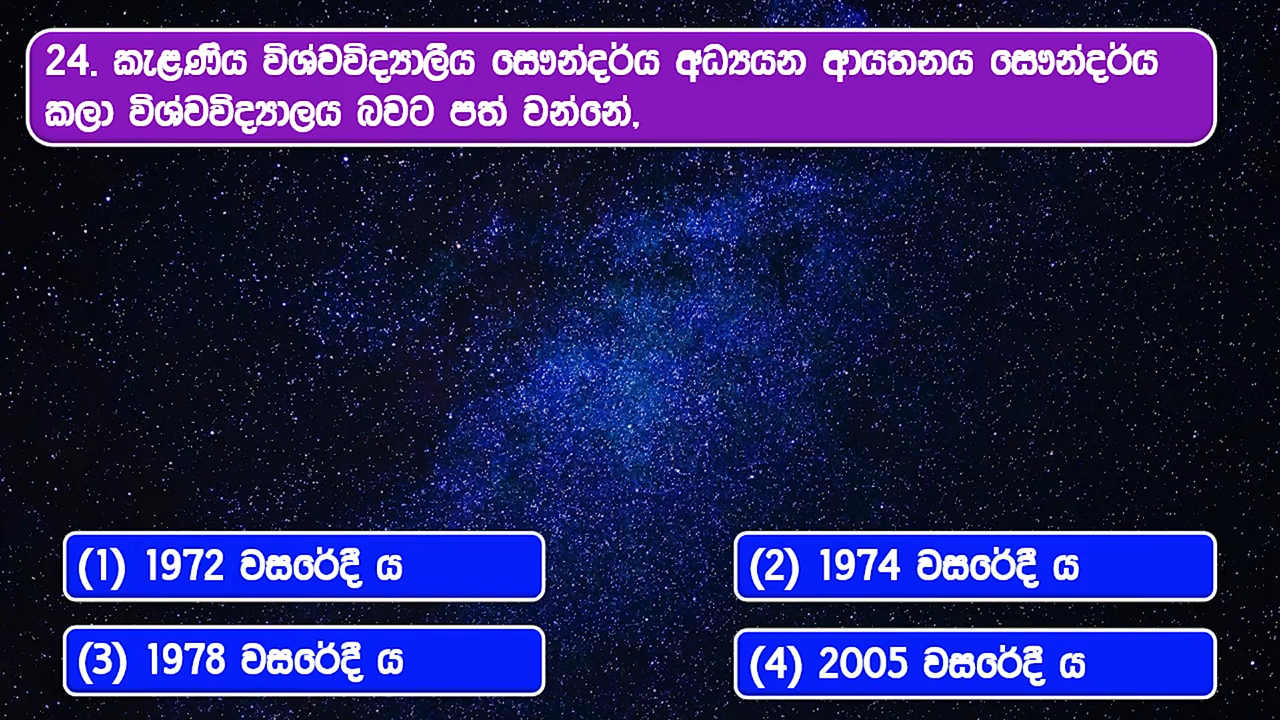 24. කැළණිය විශ්වවිද්‍යාලීය සෞන්දර්ය අධ්‍යයන ආයතනය සෞන්දර්ය
කලා විශ්වවිද්‍යාලය බවට පත් වන්නේ,
(1) 1972 වසරේදී ය
(2) 1974 වසරේදී ය
(3) 1978 වසරේදී ය
(4) 2005 වසරේදී ය